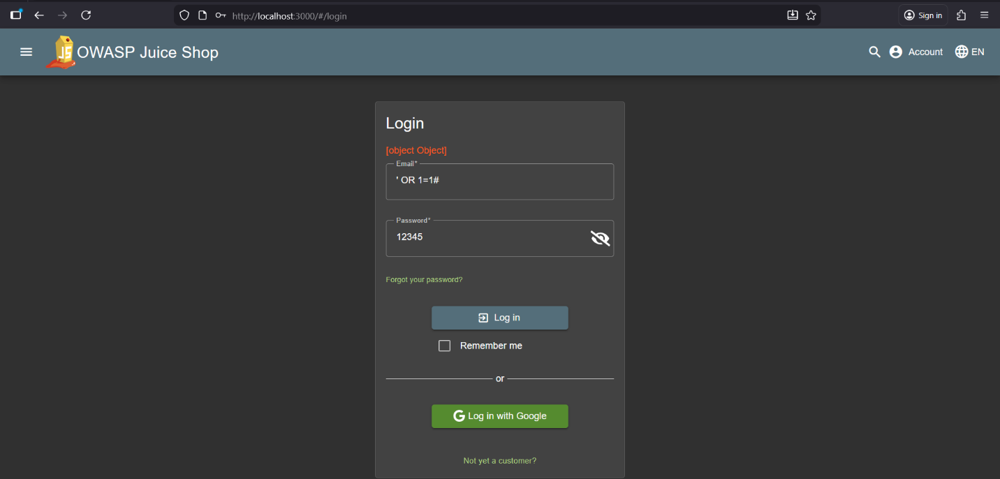 http://localhost:3000/#/login
Sign in
JS
OWASP Juice Shop
Account
EN
Login
[object Object]
Email*
' OR 1=1#
Password*
12345
Forgot your password?
Log in
Remember me
or
G Log in with Google
Not yet a customer?